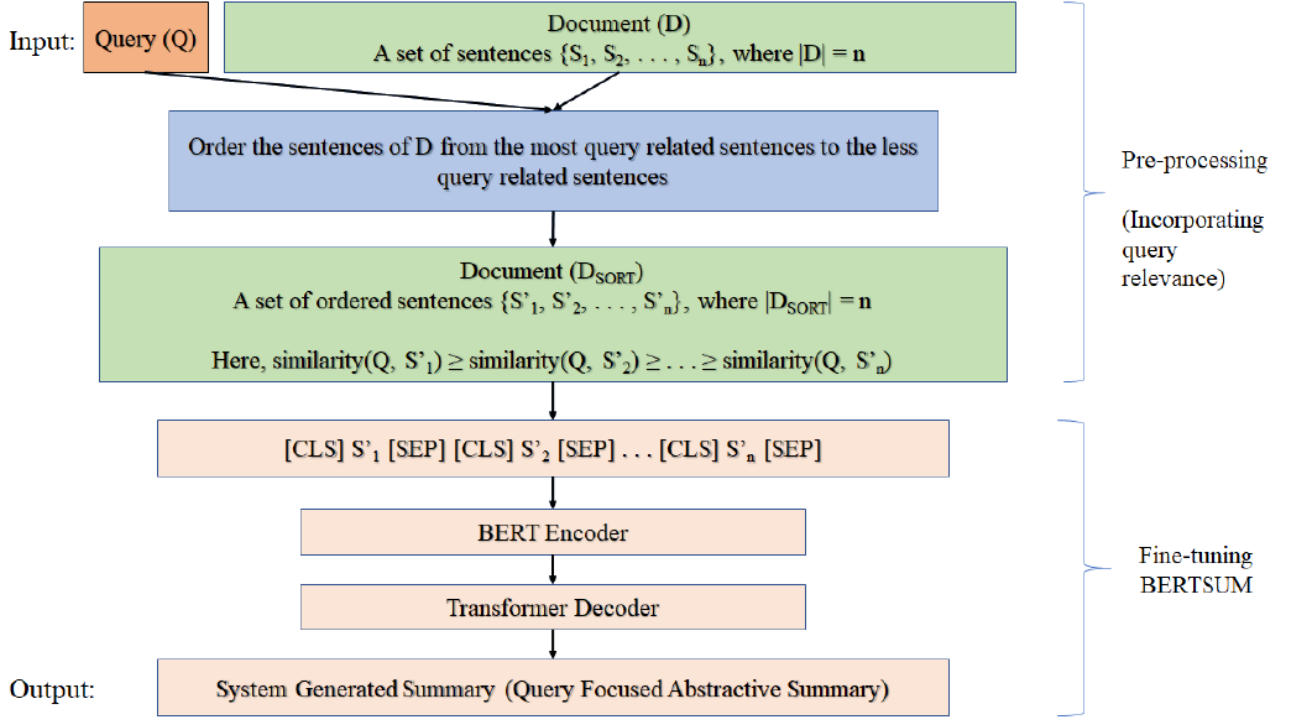 Input:
Query (Q)
Document (D)
A set of sentences {S₁, S₂, . . . , Sₙ}, where |D| = n
Order the sentences of D from the most query related sentences to the less
query related sentences
Document (D_SORT)
A set of ordered sentences {S’₁, S’₂, . . . , S’ₙ}, where |D_SORT| = n
Here, similarity(Q, S’₁) ≥ similarity(Q, S’₂) ≥ . . . ≥ similarity(Q, S’ₙ)
Pre-processing
(Incorporating
query
relevance)
[CLS] S’₁ [SEP] [CLS] S’₂ [SEP] . . . [CLS] S’ₙ [SEP]
BERT Encoder
Transformer Decoder
Fine-tuning
BERTSUM
Output:
System Generated Summary (Query Focused Abstractive Summary)